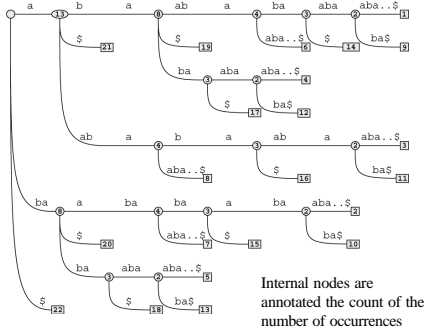 a b a ab a ba aba aba..$
13 8 4 3 2 1
$ $ aba..$ $ ba$
21 19 6 14 9
ba aba aba..$
3 2 4
$ ba$
17 12
ab a b a ab a aba..$
4 3 2 3
aba..$ $ ba$
8 16 11
ba a ba a ba aba..$
8 4 3 2 2
$ aba..$ $ ba$
20 7 15 10
ba aba aba..$
3 2 5
$ $ ba$
22 18 13
Internal nodes are
annotated the count of the
number of occurrences